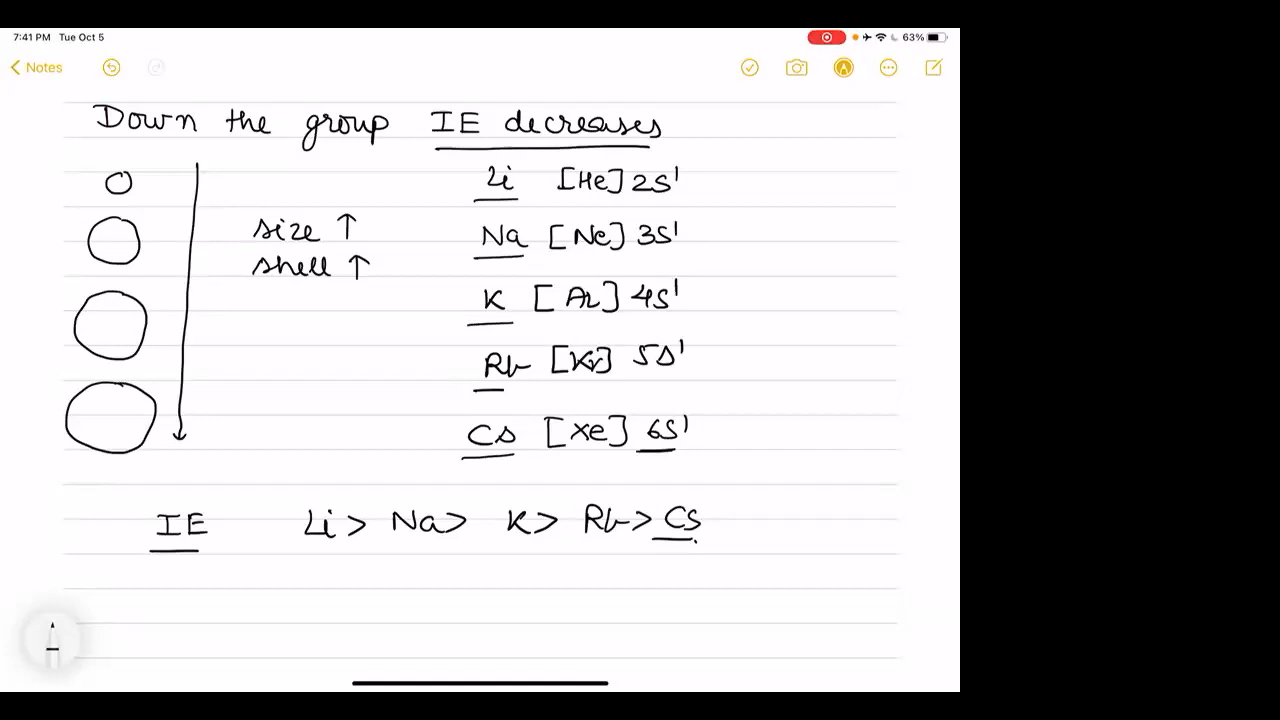 7:41 PM Tue Oct 5 63%
Notes
Down the group IE decreases
Li [He] 2s¹
size ↑
Na [Ne] 3s¹
shell ↑
K [Ar] 4s¹
Rb [Kr] 5s¹
Cs [Xe] 6s¹
IE Li > Na > K > Rb > Cs